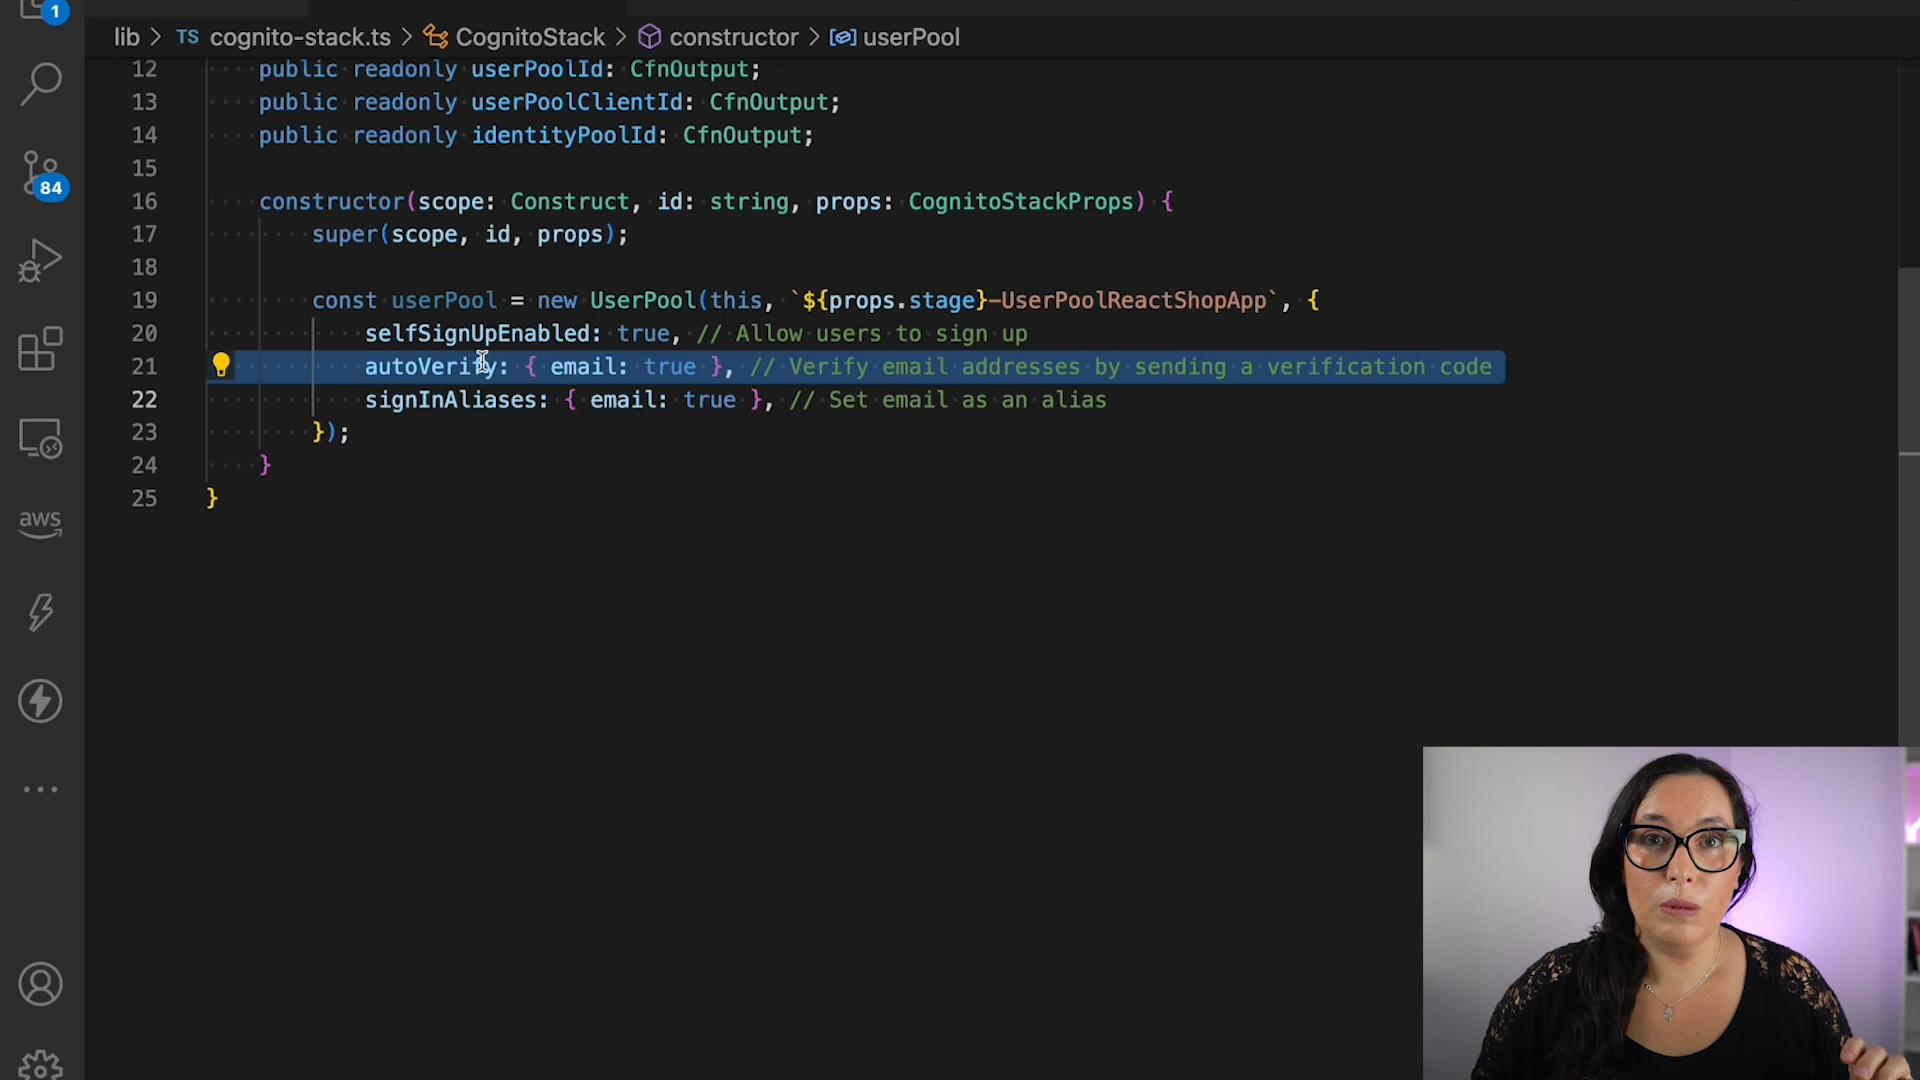 1
lib > TS cognito-stack.ts > CognitoStack > constructor > userPool
12 public readonly userPoolId: CfnOutput;
13 public readonly userPoolClientId: CfnOutput;
14 public readonly identityPoolId: CfnOutput;
15
84
16 constructor(scope: Construct, id: string, props: CognitoStackProps) {
17 super(scope, id, props);
18
19 const userPool = new UserPool(this, `${props.stage}-UserPoolReactShopApp`, {
20 selfSignUpEnabled: true, // Allow users to sign up
21 autoVerify: { email: true }, // Verify email addresses by sending a verification code
22 signInAliases: { email: true }, // Set email as an alias
23 });
24 }
25 }
aws